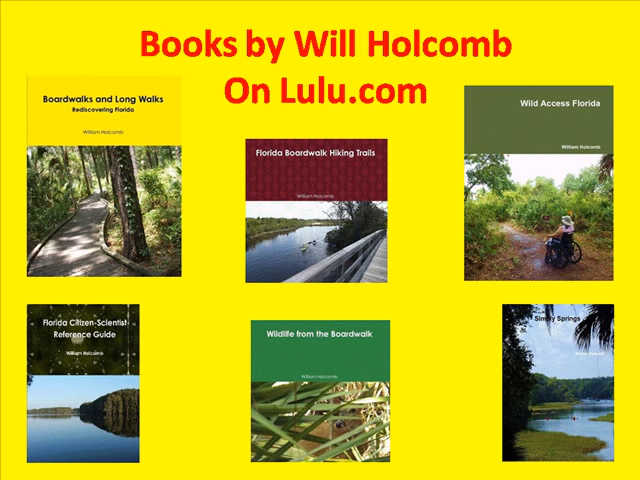 Books by Will Holcomb
On Lulu.com
Boardwalks and Long Walks
Rediscovering Florida
William Holcomb
Florida Boardwalk Hiking Trails
William Holcomb
Wild Access Florida
William Holcomb
Florida Citizen-Scientist
Reference Guide
William Holcomb
Wildlife from the Boardwalk
William Holcomb
Simply Springs
William Holcomb